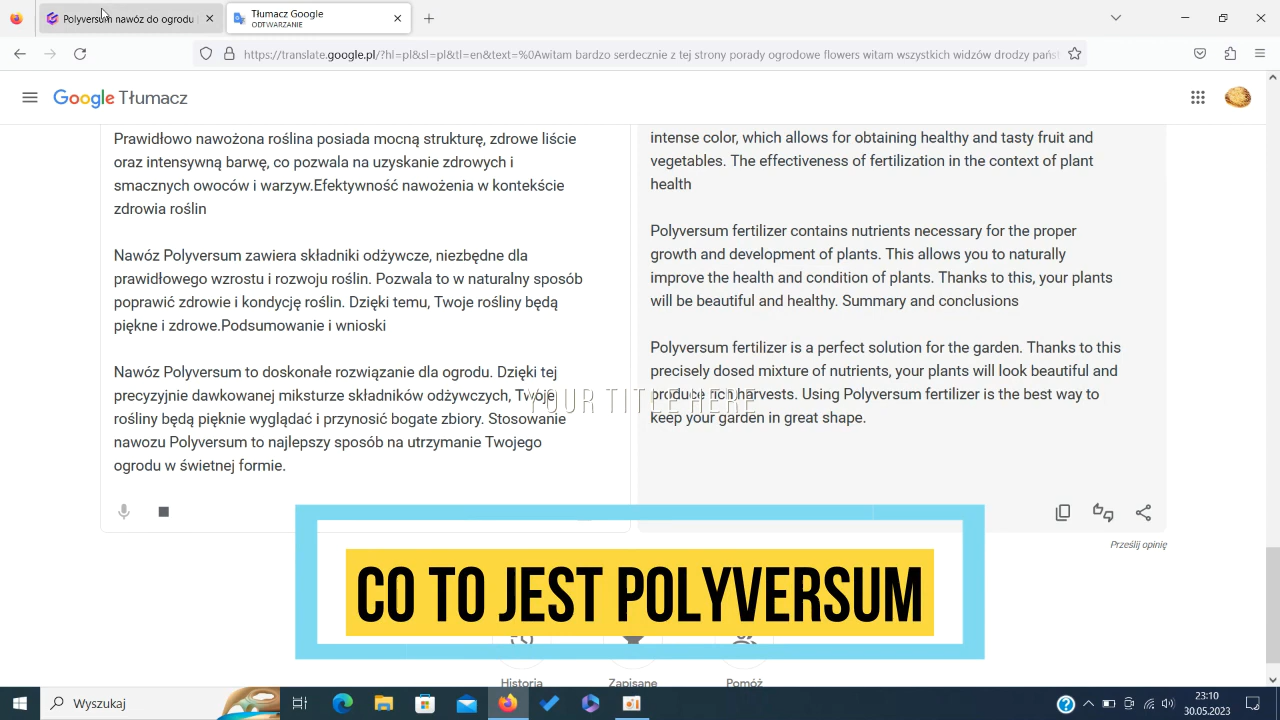 Polyversum nawóz do ogrodu
Tłumacz Google
ODTWARZANIE
https://translate.google.pl/?hl=pl&sl=pl&tl=en&text=%0Awitam bardzo serdecznie z tej strony porady ogrodowe flowers witam wszystkich widzów drodzy pańs
Google Tłumacz
Prawidłowo nawożona roślina posiada mocną strukturę, zdrowe liście
oraz intensywną barwę, co pozwala na uzyskanie zdrowych i
smacznych owoców i warzyw.Efektywność nawożenia w kontekście
zdrowia roślin
Nawóz Polyversum zawiera składniki odżywcze, niezbędne dla
prawidłowego wzrostu i rozwoju roślin. Pozwala to w naturalny sposób
poprawić zdrowie i kondycję roślin. Dzięki temu, Twoje rośliny będą
piękne i zdrowe.Podsumowanie i wnioski
Nawóz Polyversum to doskonałe rozwiązanie dla ogrodu. Dzięki tej
precyzyjnie dawkowanej miksturze składników odżywczych, Twoje
rośliny będą pięknie wyglądać i przynosić bogate zbiory. Stosowanie
nawozu Polyversum to najlepszy sposób na utrzymanie Twojego
ogrodu w świetnej formie.
intense color, which allows for obtaining healthy and tasty fruit and
vegetables. The effectiveness of fertilization in the context of plant
health
Polyversum fertilizer contains nutrients necessary for the proper
growth and development of plants. This allows you to naturally
improve the health and condition of plants. Thanks to this, your plants
will be beautiful and healthy. Summary and conclusions
Polyversum fertilizer is a perfect solution for the garden. Thanks to this
precisely dosed mixture of nutrients, your plants will look beautiful and
produce rich harvests. Using Polyversum fertilizer is the best way to
keep your garden in great shape.
YOUR TITLE HERE
Prześlij opinię
CO TO JEST POLYVERSUM
Historia
Zapisane
Pomóż
Wyszukaj
23:10
30.05.2023